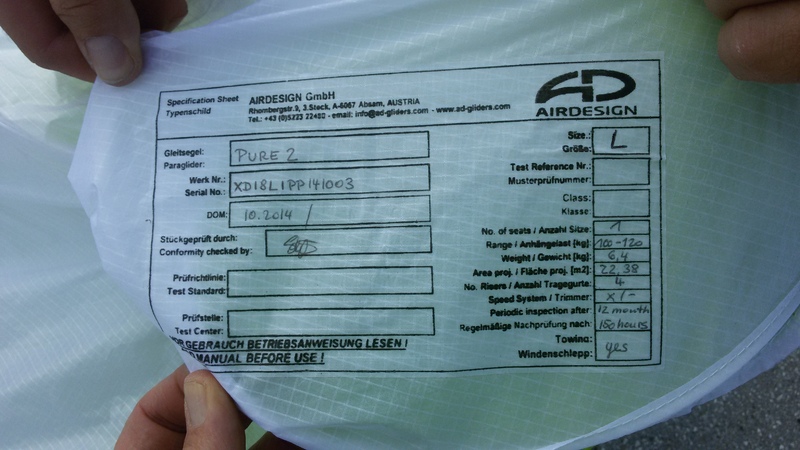 Specification Sheet
Typenschild
AIRDESIGN GmbH
Rhombergstr.9, 3.Stock, A-6067 Absam, AUSTRIA
Tel.: +43 (0)5223 22480 - email: info@ad-gliders.com - www.ad-gliders.com
AD
AIRDESIGN
Gleitsegel: PURE 2
Paraglider:
Werk Nr.: XD18L1PP141003
Serial No.:
DOM: 10.2014 /
Stückgeprüft durch:
Conformity checked by:
Prüfrichtlinie:
Test Standard:
Prüfstelle:
Test Center:
GEBRAUCH BETRIEBSANWEISUNG LESEN !
MANUAL BEFORE USE !
Size.: L
Größe:
Test Reference Nr.:
Musterprüfnummer:
Class:
Klasse:
No. of seats / Anzahl Sitze: 1
Range / Anhängelast [kg]: 100-120
Weight / Gewicht [kg]: 6,4
Area proj. / Fläche proj. [m2]: 22,38
No. Risers / Anzahl Tragegurte: 4
Speed System / Trimmer: x / -
Periodic inspection after: 12 month
Regelmäßige Nachprüfung nach: 150 hours
Towing: yes
Windenschlepp: